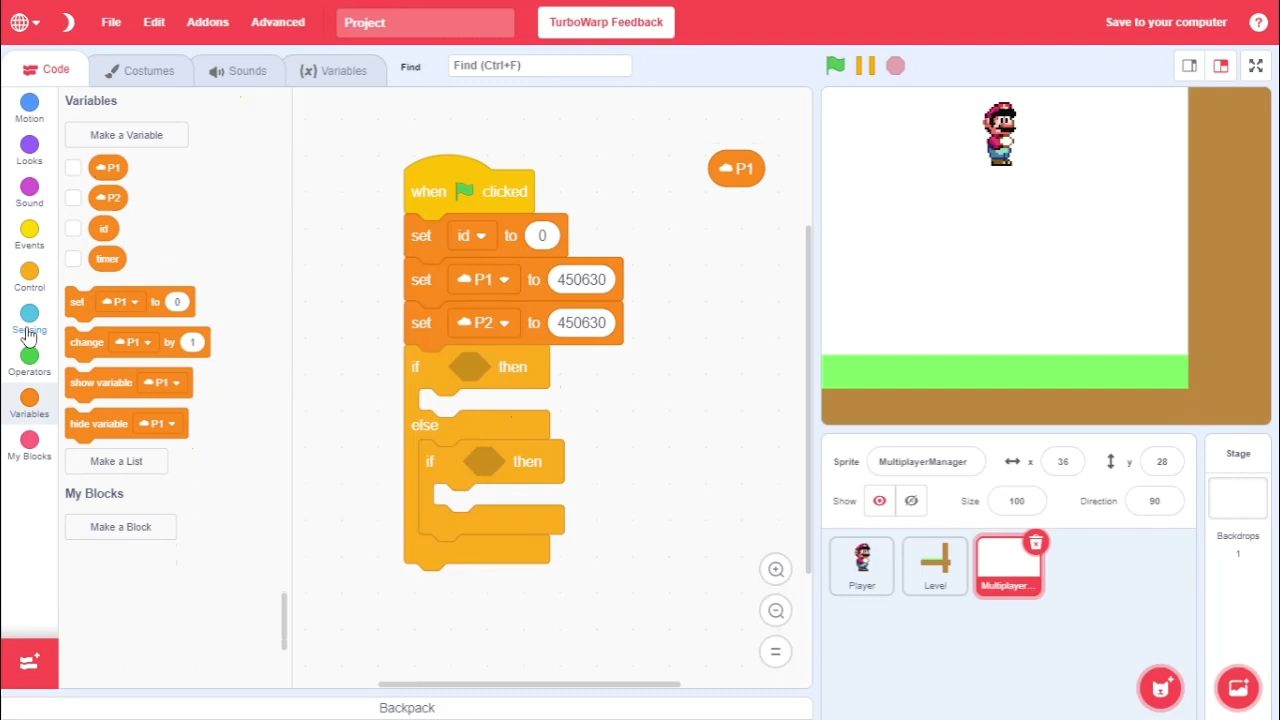 File Edit Addons Advanced Project TurboWarp Feedback Save to your computer ?
Code Costumes Sounds (x) Variables Find Find (Ctrl+F)
Motion
Looks
Sound
Events
Control
Sensing
Operators
Variables
My Blocks
Variables
Make a Variable
P1
P2
id
timer
set P1 to 0
change P1 by 1
show variable P1
hide variable P1
Make a List
My Blocks
Make a Block
when clicked
set id to 0
set P1 to 450630
set P2 to 450630
if then
else
if then
P1
Backpack
Sprite MultiplayerManager x 36 y 28
Show Size 100 Direction 90
Player
Level
Multiplayer...
Stage
Backdrops
1